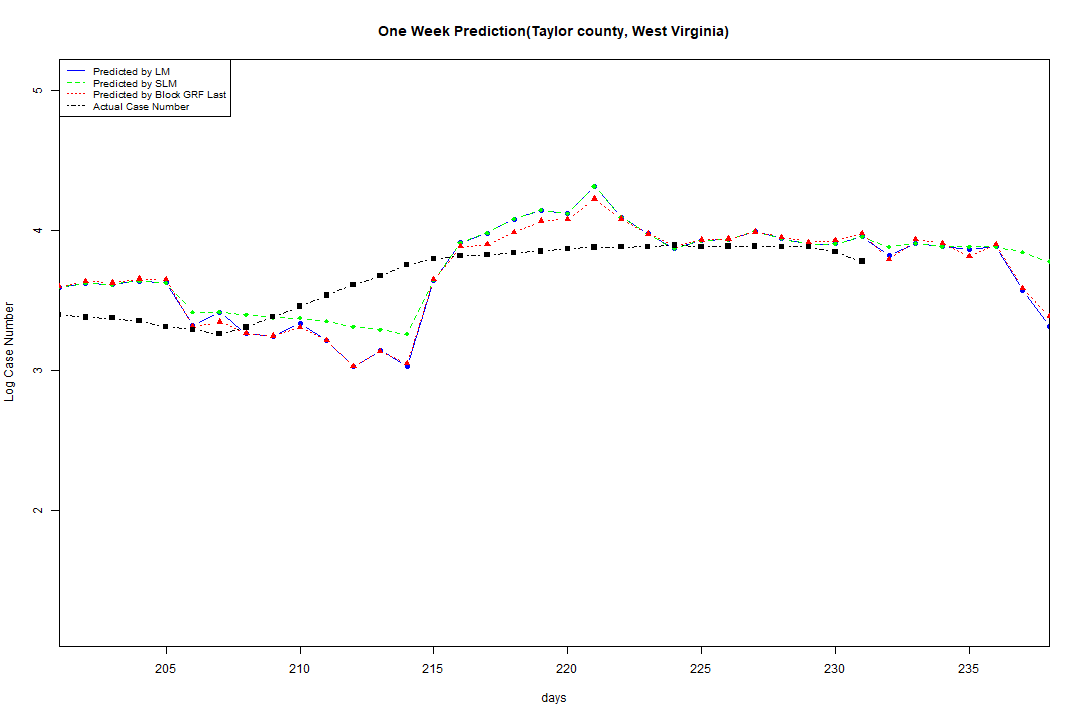 One Week Prediction(Taylor county, West Virginia)
Predicted by LM
Predicted by SLM
Predicted by Block GRF Last
Actual Case Number
5
4
3
2
Log Case Number
205 210 215 220 225 230 235
days